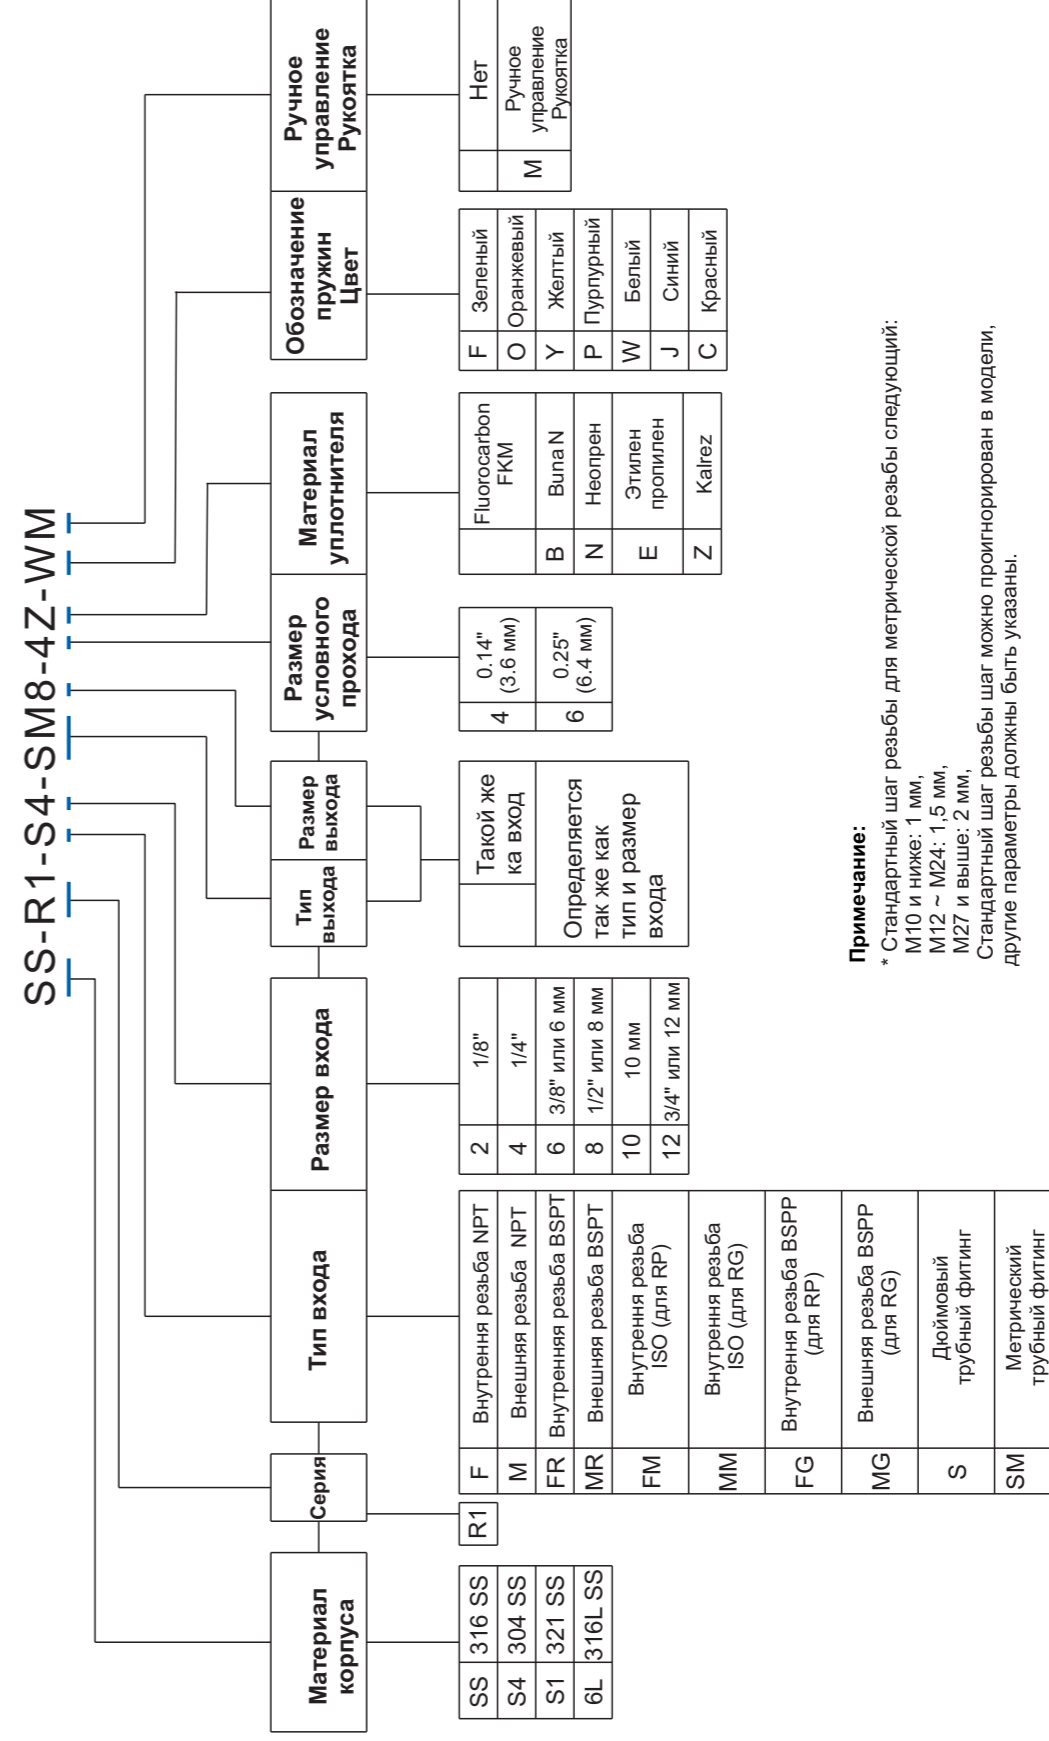 SS-R1-S4-SM8-4Z-WM
Материал
корпуса
Серия
Тип входа
Размер входа
Тип
выхода
Размер
выхода
Размер
условного
прохода
Материал
уплотнителя
Обозначение
пружин
Цвет
Ручное
управление
Рукоятка
SS 316 SS
S4 304 SS
S1 321 SS
6L 316L SS
R1
F Внутрення резьба NPT
M Внешняя резьба NPT
FR Внутренняя резьба BSPT
MR Внешняя резьба BSPT
FM Внутрення резьба
ISO (для RP)
MM Внутрення резьба
ISO (для RG)
FG Внутрення резьба BSPP
(для RP)
MG Внешняя резьба BSPP
(для RG)
S Дюймовый
трубный фитинг
SM Метрический
трубный фитинг
2 1/8"
4 1/4"
6 3/8" или 6 мм
8 1/2" или 8 мм
10 10 мм
12 3/4" или 12 мм
Такой же
ка вход
Определяется
так же как
тип и размер
входа
4 0.14"
(3.6 мм)
6 0.25"
(6.4 мм)
Fluorocarbon
FKM
B Buna N
N Неопрен
E Этилен
пропилен
Z Kalrez
F Зеленый
O Оранжевый
Y Желтый
P Пурпурный
W Белый
J Синий
C Красный
Нет
M Ручное
управление
Рукоятка
Примечание:
* Стандартный шаг резьбы для метрической резьбы следующий:
M10 и ниже: 1 мм,
M12 ~ M24: 1,5 мм,
M27 и выше: 2 мм,
Стандартный шаг резьбы шаг можно проигнорирован в модели,
другие параметры должны быть указаны.